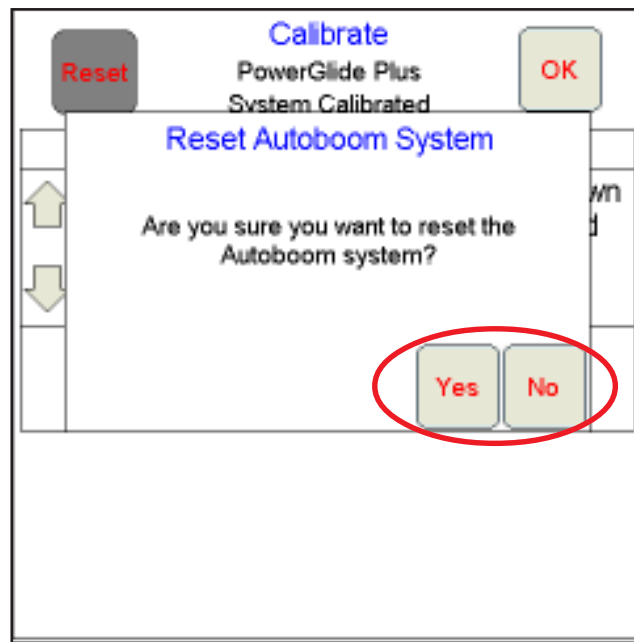 Calibrate
Reset
PowerGlide Plus
OK
System Calibrated
Reset Autoboom System
Are you sure you want to reset the
Autoboom system?
Yes
No